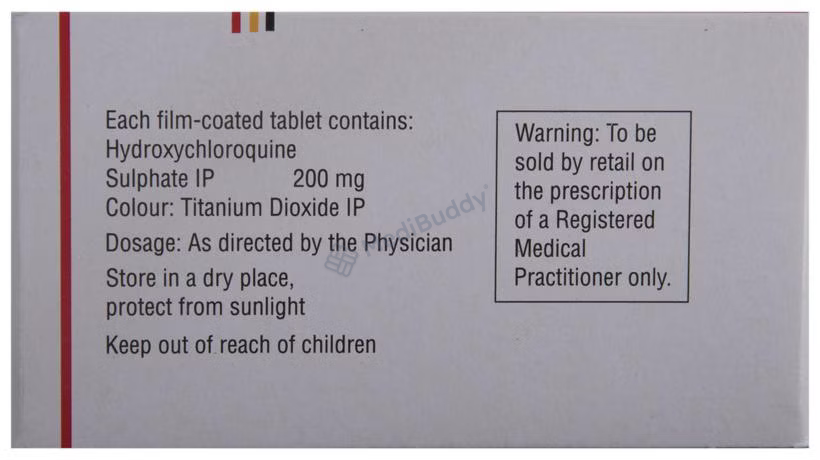 Each film-coated tablet contains:
Hydroxychloroquine
Sulphate IP 200 mg
Colour: Titanium Dioxide IP
Dosage: As directed by the Physician
Store in a dry place,
protect from sunlight
Keep out of reach of children
Warning: To be
sold by retail on
the prescription
of a Registered
Medical
Practitioner only.
MediBuddy